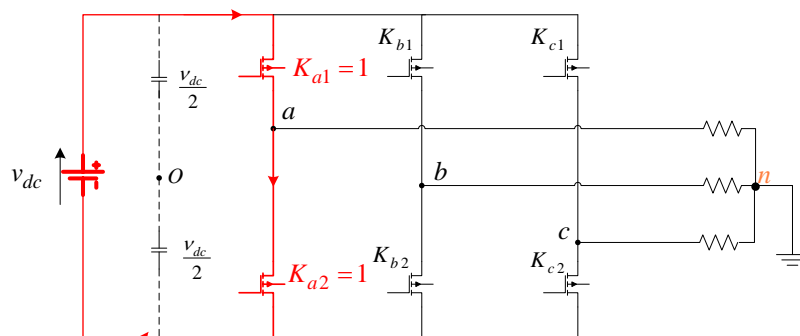 K_{b1}
K_{c1}
v_{dc}/2
K_{a1} = 1
a
v_{dc}
O
b
n
c
v_{dc}/2
K_{a2} = 1
K_{b2}
K_{c2}